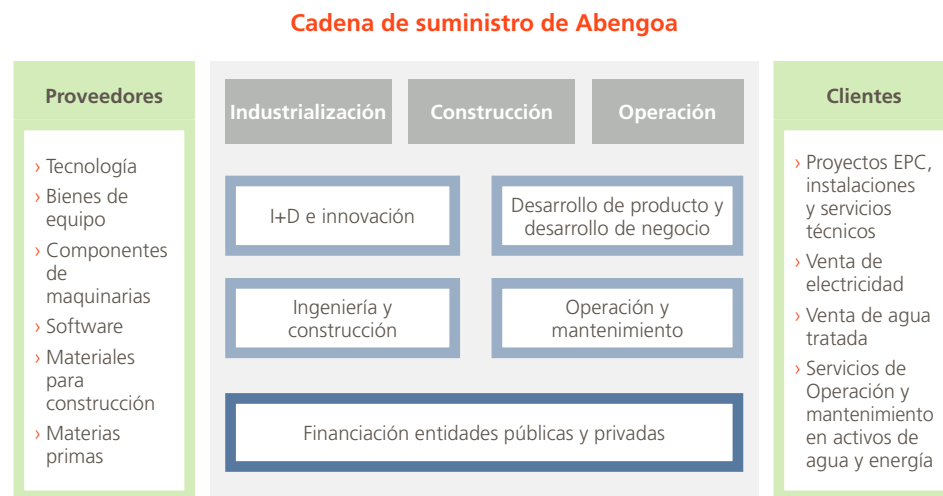 Cadena de suministro de Abengoa
Proveedores
› Tecnología
› Bienes de
equipo
› Componentes
de
maquinarias
› Software
› Materiales
para
construcción
› Materias
primas
Industrialización
Construcción
Operación
I+D e innovación
Desarrollo de producto y
desarrollo de negocio
Ingeniería y
construcción
Operación y
mantenimiento
Financiación entidades públicas y privadas
Clientes
› Proyectos EPC,
instalaciones
y servicios
técnicos
› Venta de
electricidad
› Venta de agua
tratada
› Servicios de
Operación y
mantenimiento
en activos de
agua y energía